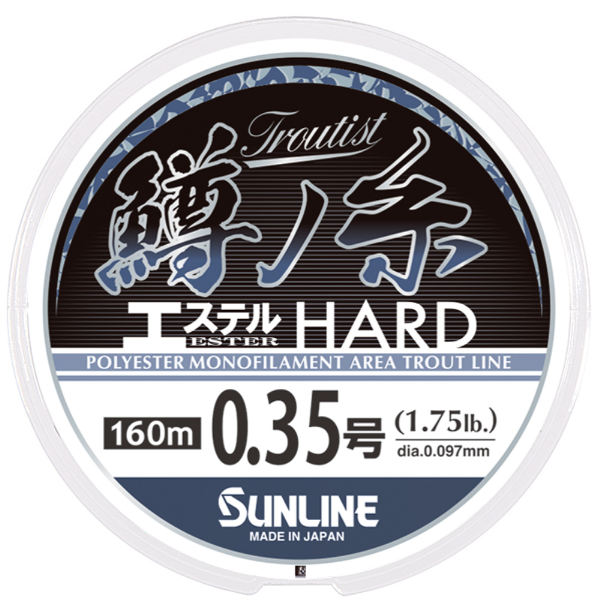 Troutist
鱒ノ糸
エステル ESTER HARD
POLYESTER MONOFILAMENT AREA TROUT LINE
160m 0.35号 (1.75lb.)
dia.0.097mm
SUNLINE
MADE IN JAPAN